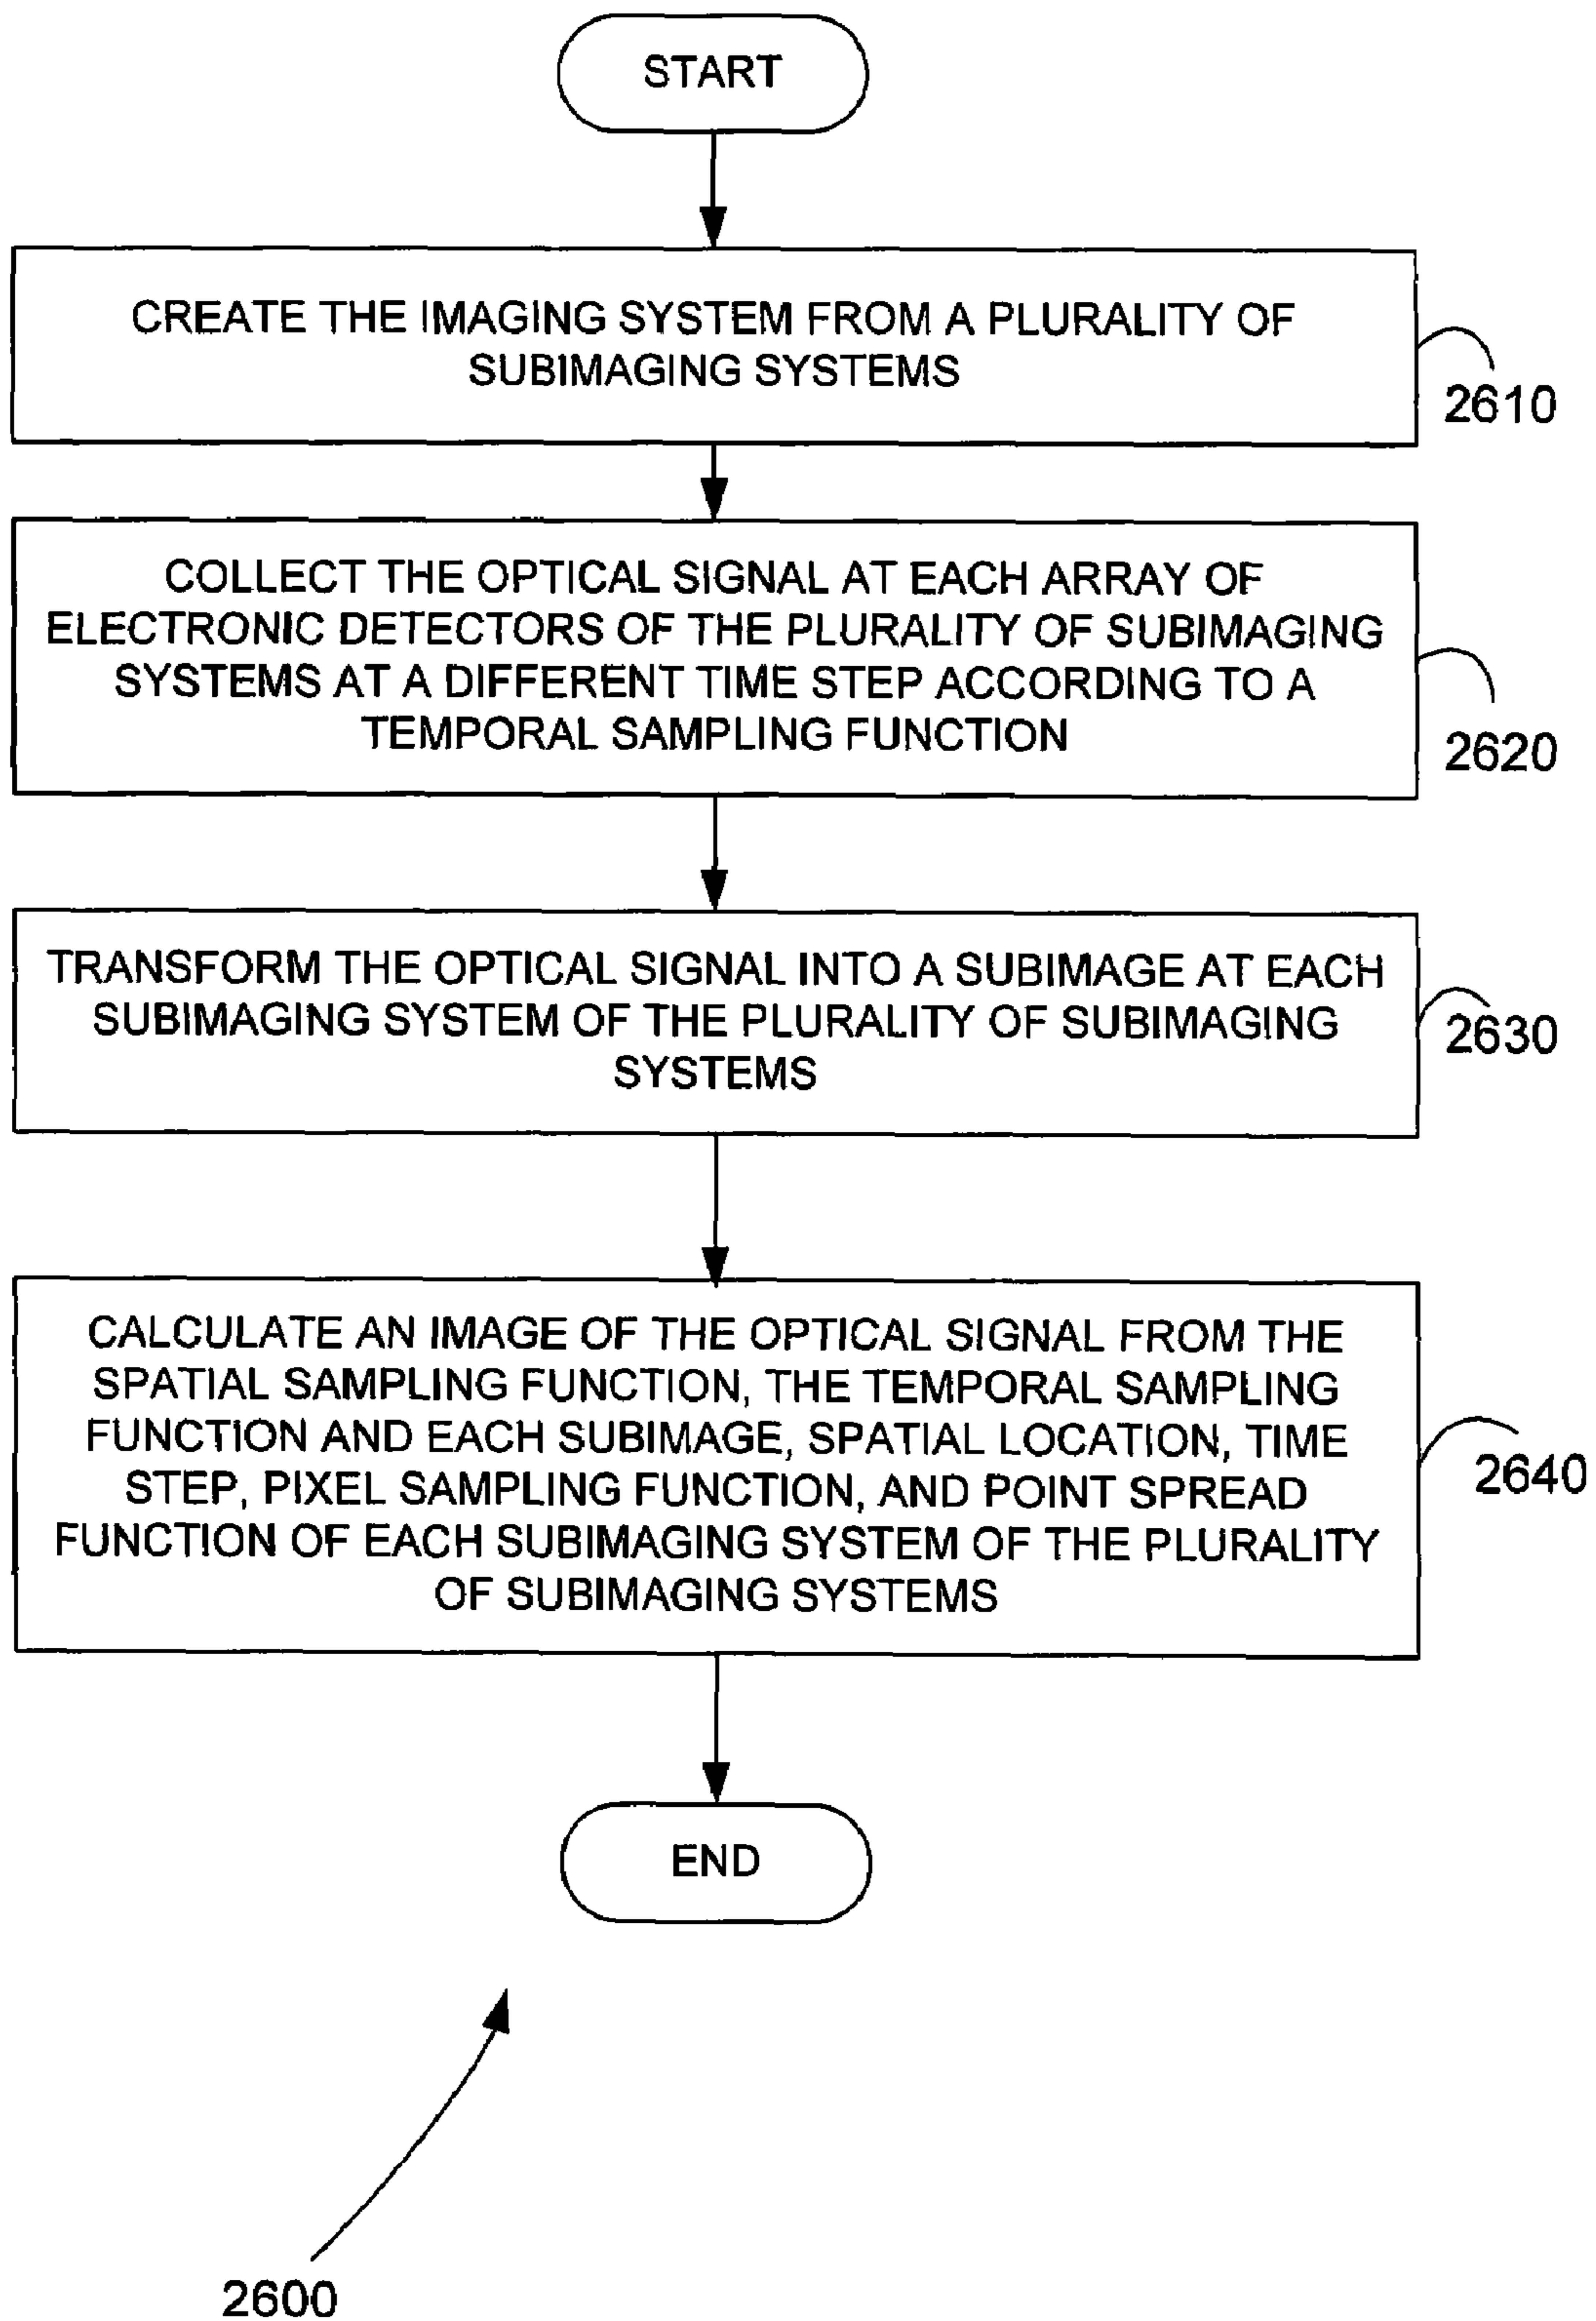 START
CREATE THE IMAGING SYSTEM FROM A PLURALITY OF
SUBIMAGING SYSTEMS
2610
COLLECT THE OPTICAL SIGNAL AT EACH ARRAY OF
ELECTRONIC DETECTORS OF THE PLURALITY OF SUBIMAGING
SYSTEMS AT A DIFFERENT TIME STEP ACCORDING TO A
TEMPORAL SAMPLING FUNCTION
2620
TRANSFORM THE OPTICAL SIGNAL INTO A SUBIMAGE AT EACH
SUBIMAGING SYSTEM OF THE PLURALITY OF SUBIMAGING
SYSTEMS
2630
CALCULATE AN IMAGE OF THE OPTICAL SIGNAL FROM THE
SPATIAL SAMPLING FUNCTION, THE TEMPORAL SAMPLING
FUNCTION AND EACH SUBIMAGE, SPATIAL LOCATION, TIME
STEP, PIXEL SAMPLING FUNCTION, AND POINT SPREAD
FUNCTION OF EACH SUBIMAGING SYSTEM OF THE PLURALITY
OF SUBIMAGING SYSTEMS
2640
END
2600